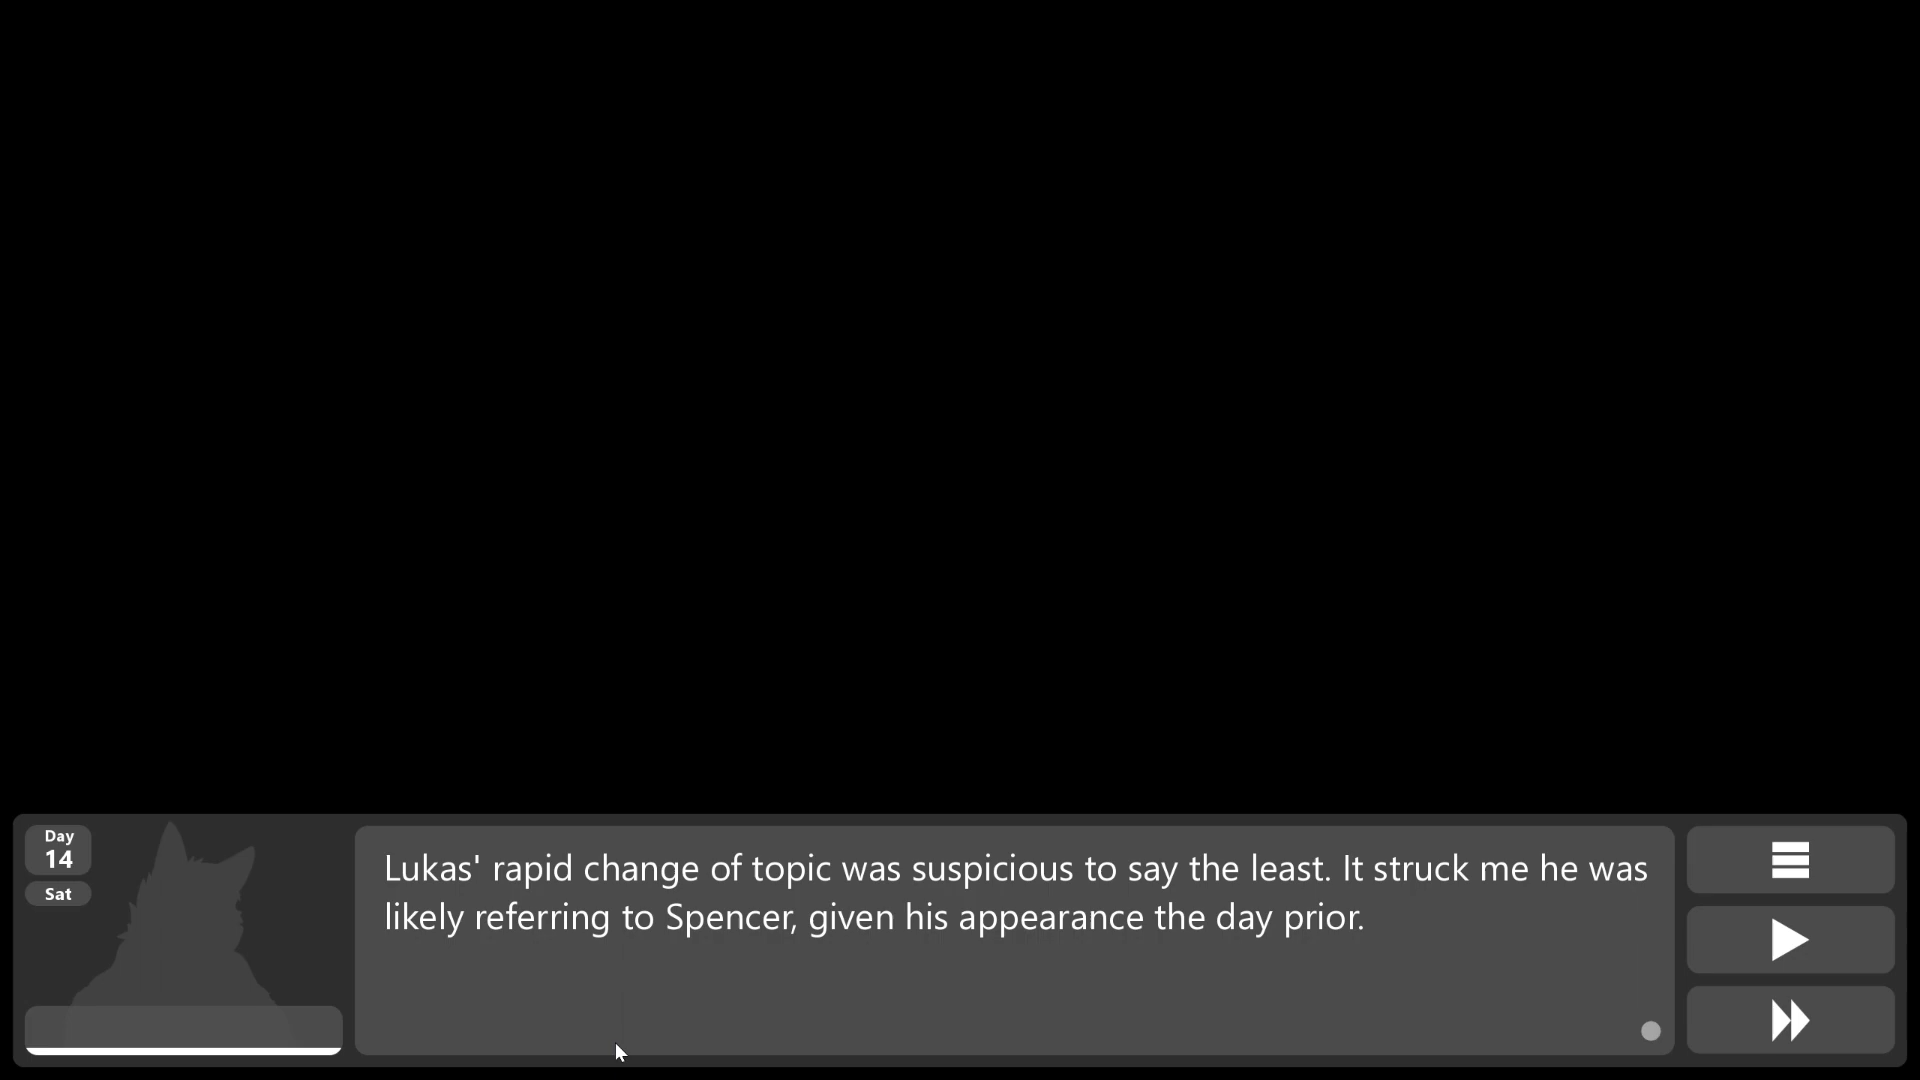 Day
14
Sat
Lukas' rapid change of topic was suspicious to say the least. It struck me he was
likely referring to Spencer, given his appearance the day prior.